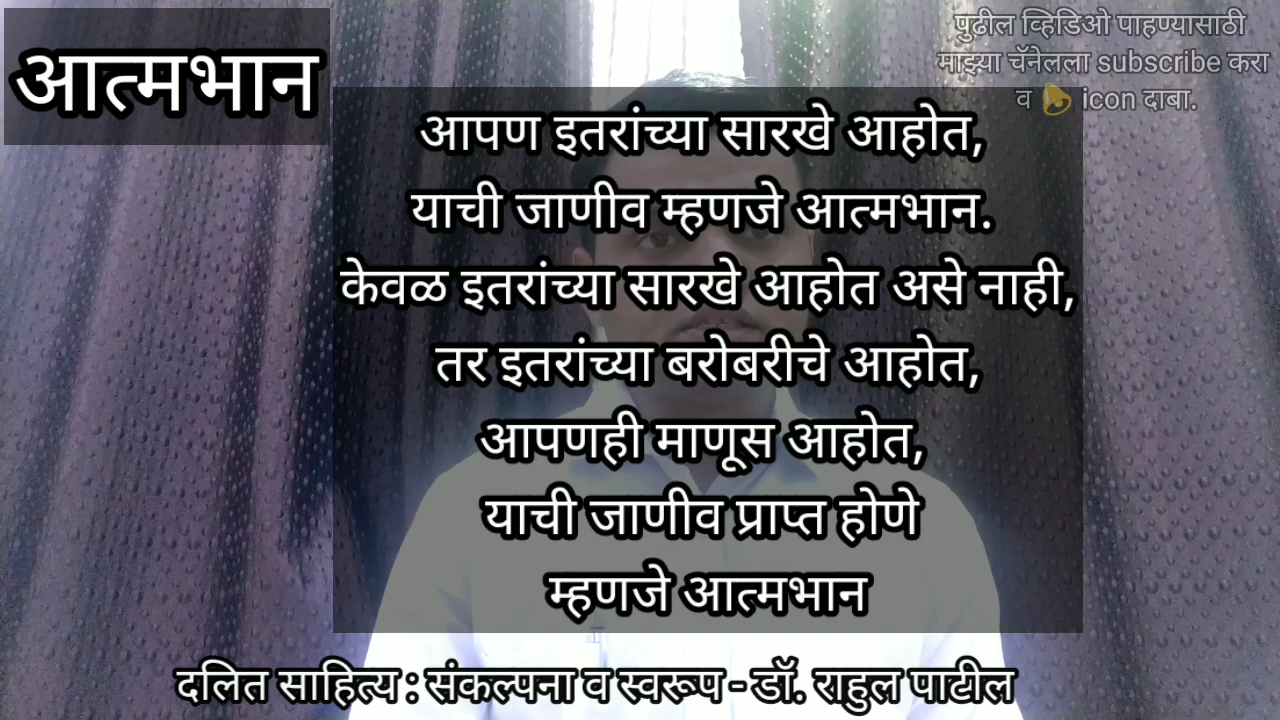 आत्मभान
पुढील व्हिडिओ पाहण्यासाठी
माझ्या चॅनेलला subscribe करा
व icon दाबा.
आपण इतरांच्या सारखे आहोत,
याची जाणीव म्हणजे आत्मभान.
केवळ इतरांच्या सारखे आहोत असे नाही,
तर इतरांच्या बरोबरीचे आहोत,
आपणही माणूस आहोत,
याची जाणीव प्राप्त होणे
म्हणजे आत्मभान
दलित साहित्य : संकल्पना व स्वरूप - डॉ. राहुल पाटील